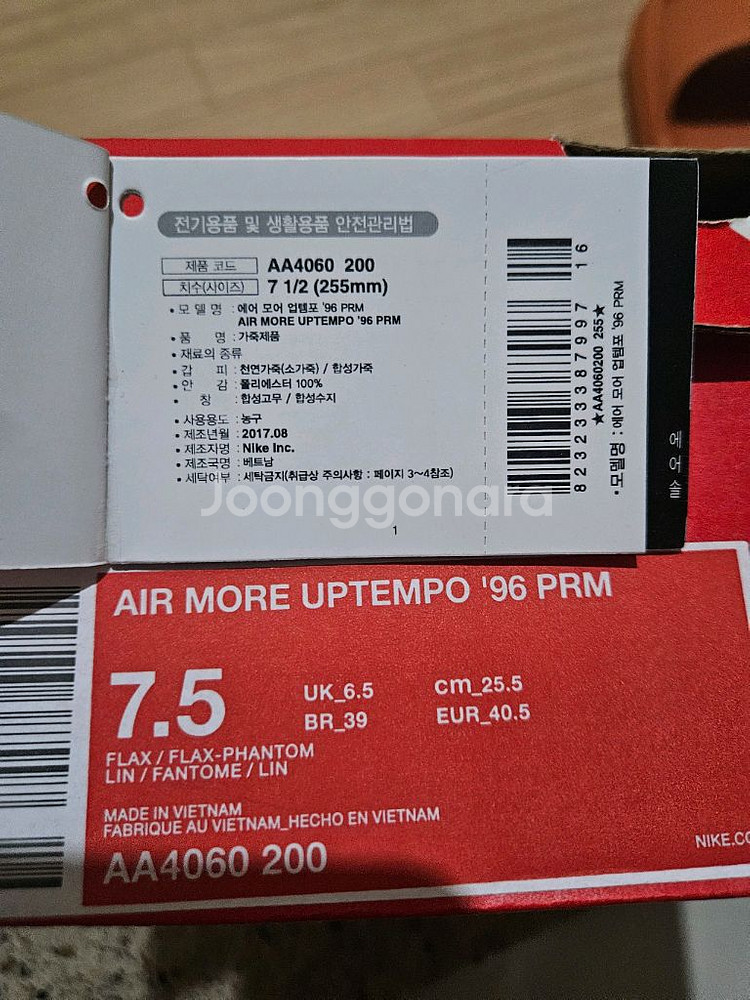 전기용품 및 생활용품 안전관리법
제품 코드 AA4060 200
치수(사이즈) 7 1/2 (255mm)
• 모 델 명 : 에어 모어 업템포 '96 PRM
AIR MORE UPTEMPO '96 PRM
• 품 명 : 가죽제품
• 재료의 종류
• 갑 피 : 천연가죽(소가죽) / 합성가죽
• 안 감 : 폴리에스터 100%
• 창 : 합성고무 / 합성수지
• 사용용도 : 농구
• 제조년월 : 2017.08
• 제조자명 : Nike Inc.
• 제조국명 : 베트남
• 세탁여부 : 세탁금지(취급상 주의사항 : 페이지 3~4참조)
1
16
823233387997
★AA4060200 255★
• 모델명 : 에어 모어 업템포 '96 PRM
에어솔
Joonggonara
AIR MORE UPTEMPO '96 PRM
7.5
UK_6.5 cm_25.5
BR_39 EUR_40.5
FLAX / FLAX-PHANTOM
LIN / FANTOME / LIN
MADE IN VIETNAM
FABRIQUE AU VIETNAM_HECHO EN VIETNAM
AA4060 200
NIKE.CO